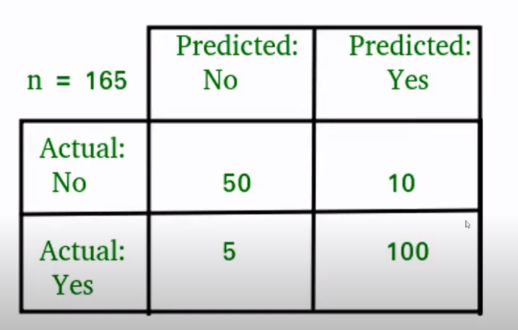 Predicted: Predicted:
n = 165 No Yes
Actual:
No 50 10
Actual: 5 100
Yes